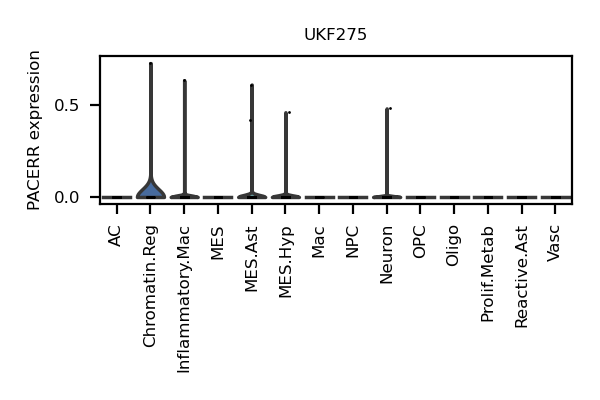 UKF275
PACERR expression
0.5
0.0
AC
Chromatin.Reg
Inflammatory.Mac
MES
MES.Ast
MES.Hyp
Mac
NPC
Neuron
OPC
Oligo
Prolif.Metab
Reactive.Ast
Vasc